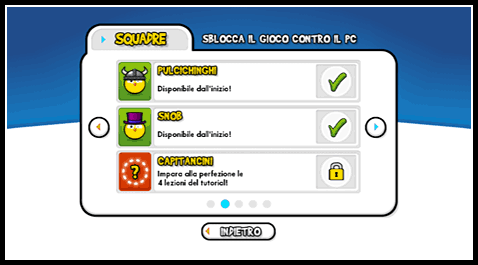 SQUADRE
SBLOCCA IL GIOCO CONTRO IL PC
PULCICHINGHI
Disponibile dall'inizio!
SNOB
Disponibile dall'inizio!
?
CAPITANCINI
Impara alla perfezione le
4 lezioni del tutorial!
INDIETRO